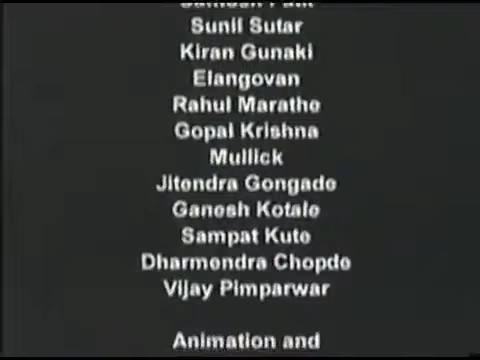 Sunil Sutar
Kiran Gunaki
Elangovan
Rahul Marathe
Gopal Krishna
Mullick
Jitendra Gongade
Ganesh Kotale
Sampat Kute
Dharmendra Chopde
Vijay Pimparwar
Animation and